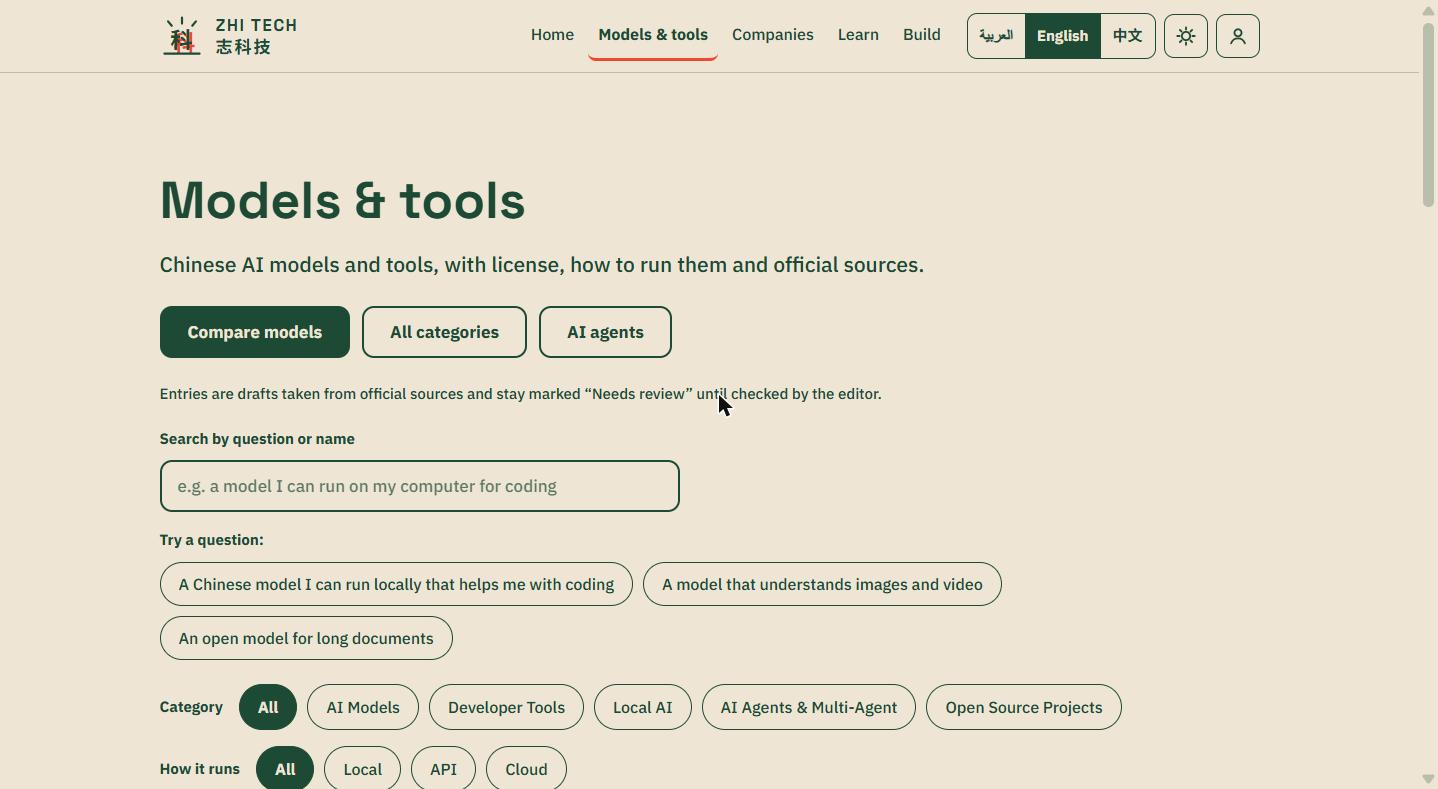 ZHI TECH
志科技
Home
Models & tools
Companies
Learn
Build
العربية
English
中文
Models & tools
Chinese AI models and tools, with license, how to run them and official sources.
Compare models
All categories
AI agents
Entries are drafts taken from official sources and stay marked “Needs review” until checked by the editor.
Search by question or name
e.g. a model I can run on my computer for coding
Try a question:
A Chinese model I can run locally that helps me with coding
A model that understands images and video
An open model for long documents
Category
All
AI Models
Developer Tools
Local AI
AI Agents & Multi-Agent
Open Source Projects
How it runs
All
Local
API
Cloud